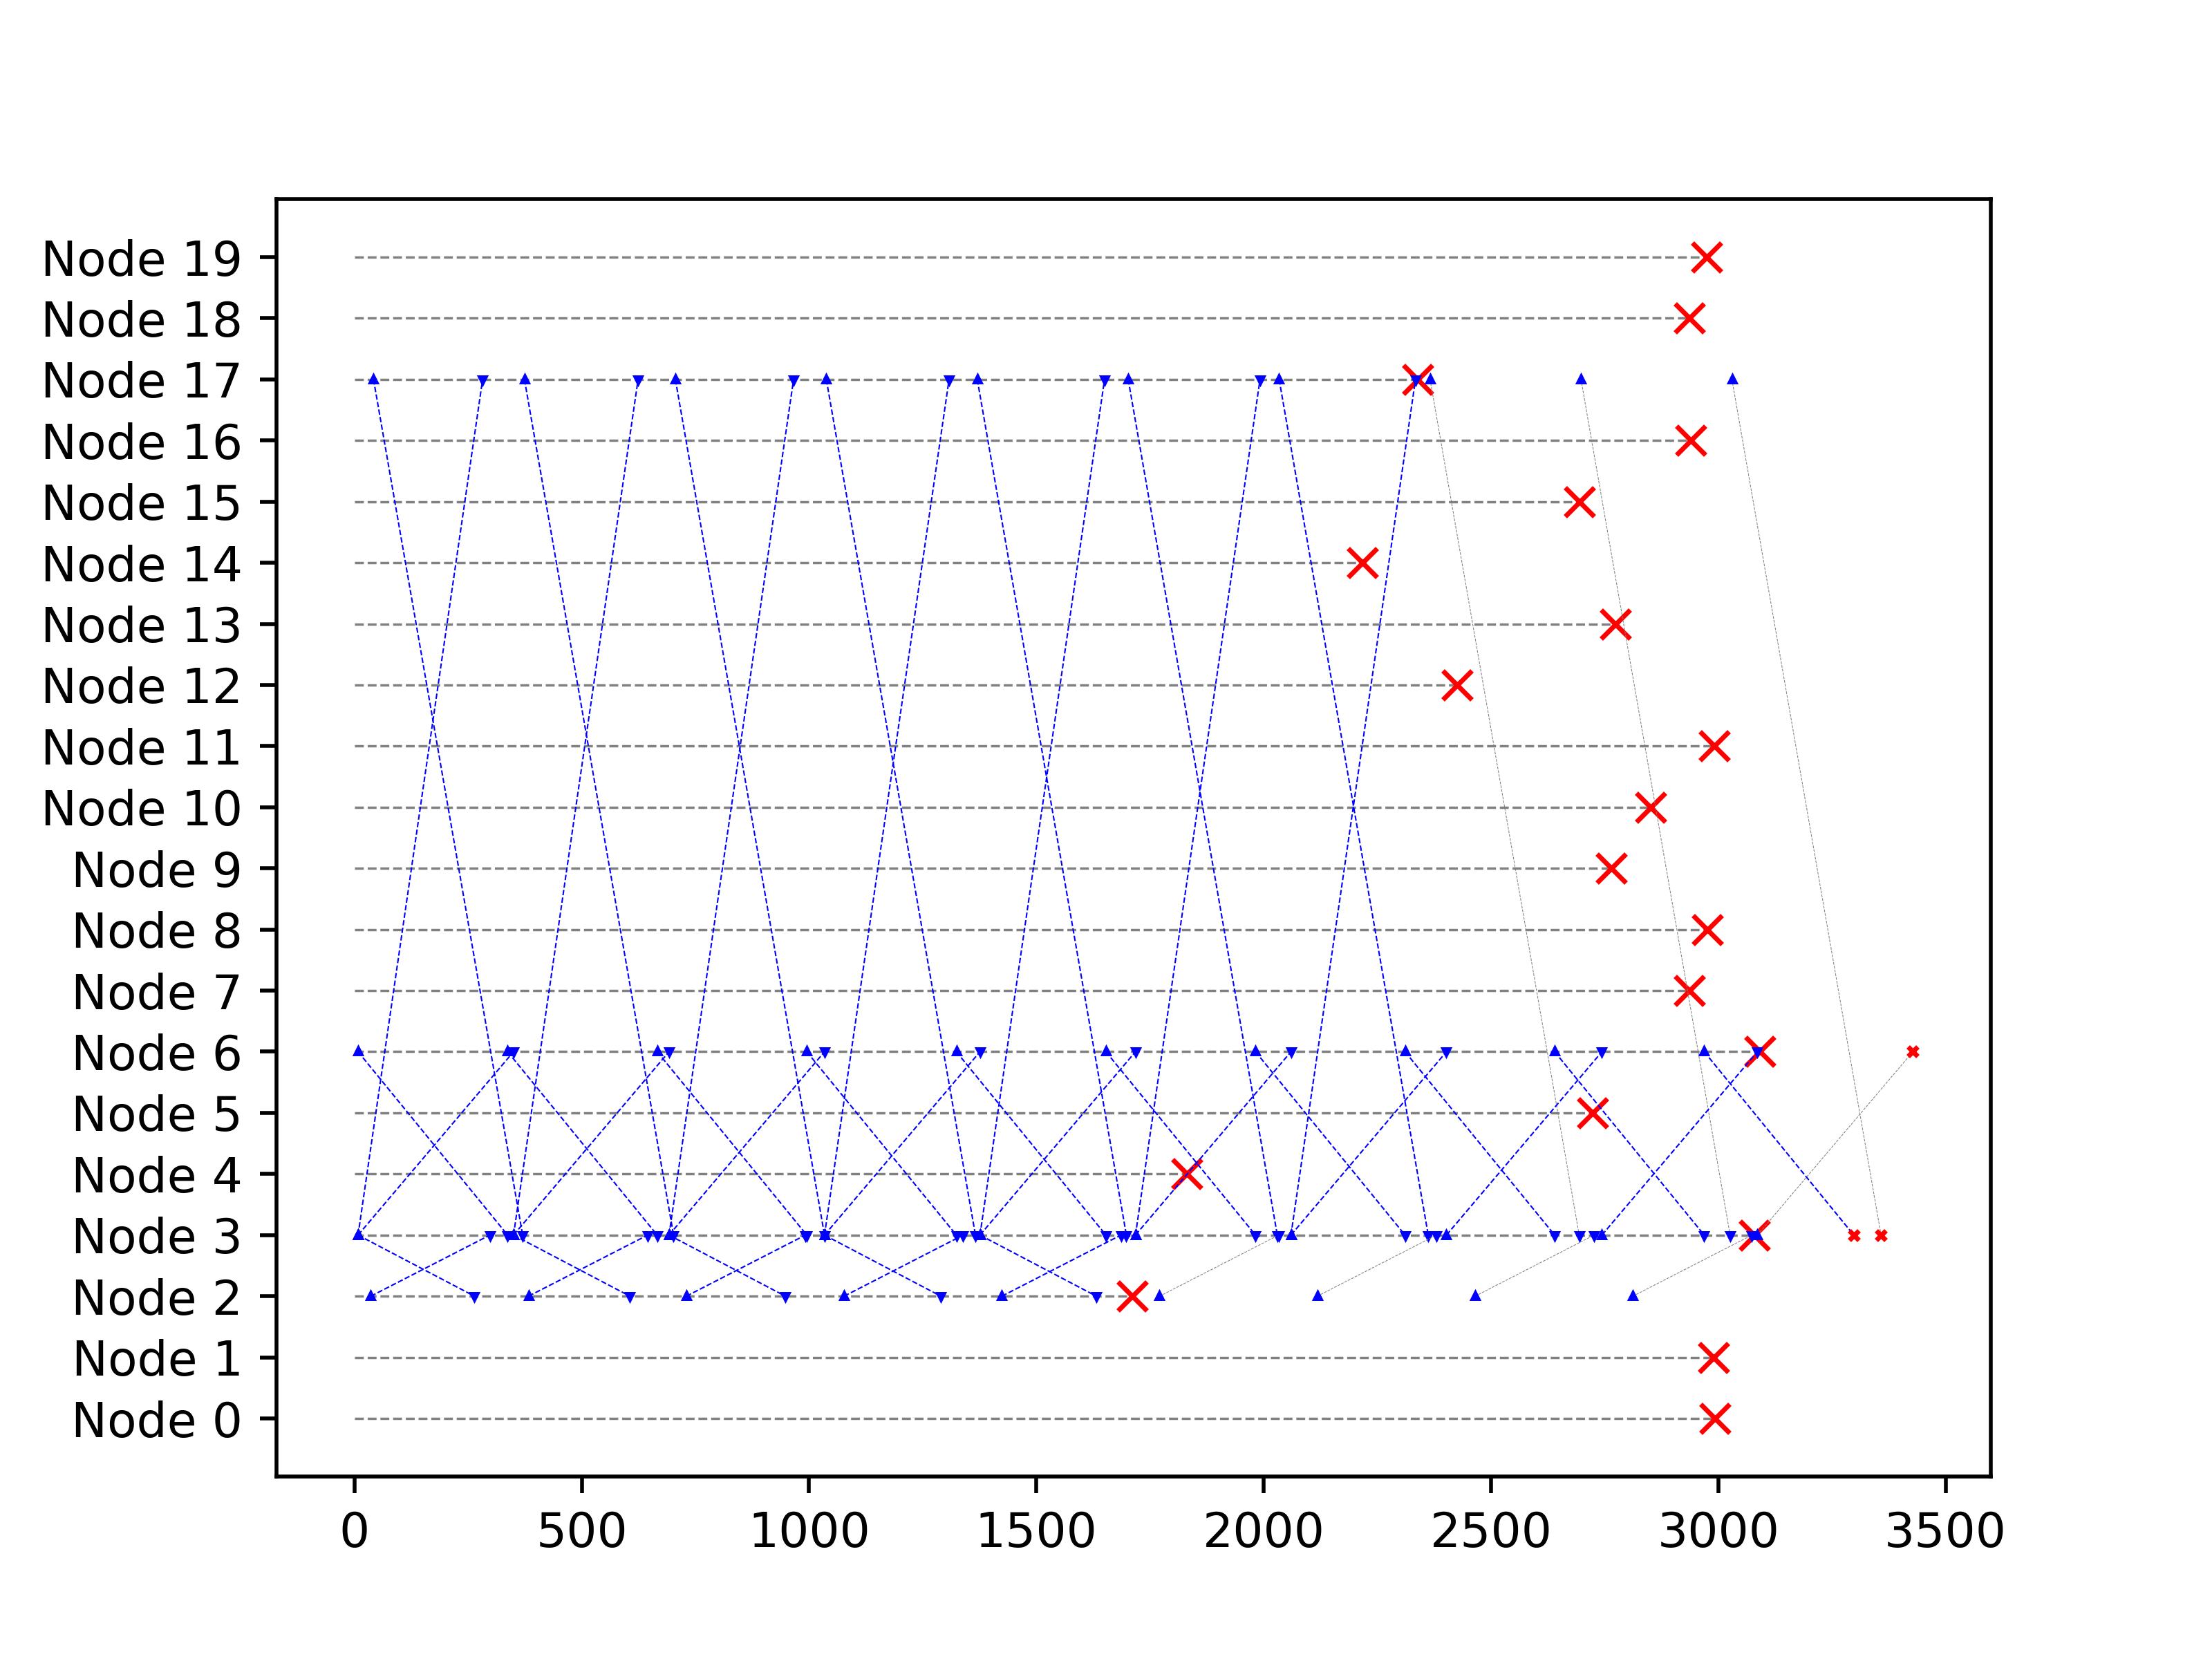 Node 19
Node 18
Node 17
Node 16
Node 15
Node 14
Node 13
Node 12
Node 11
Node 10
Node 9
Node 8
Node 7
Node 6
Node 5
Node 4
Node 3
Node 2
Node 1
Node 0
0 500 1000 1500 2000 2500 3000 3500